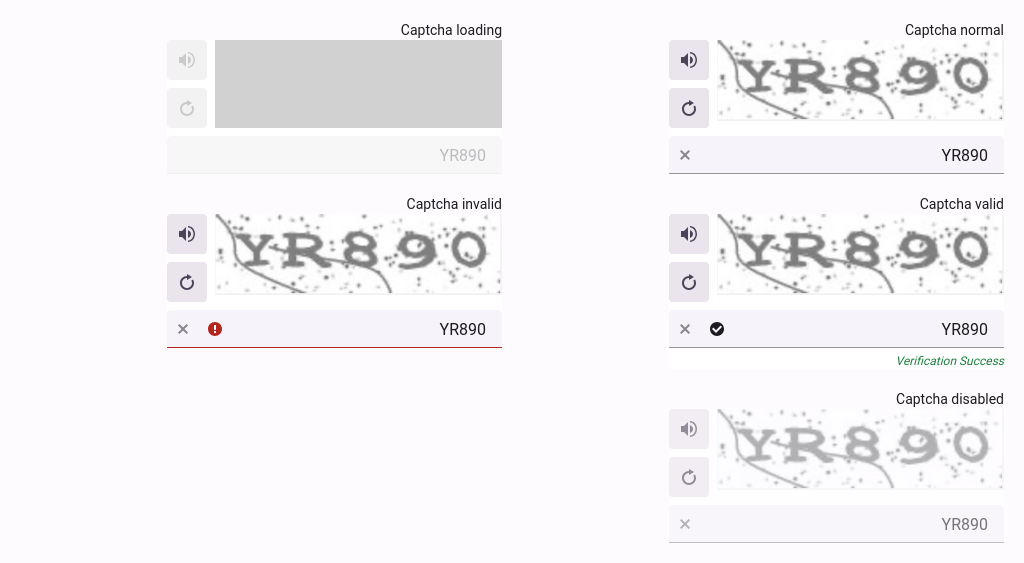 Captcha loading
YR890
Captcha normal
YR890
YR890
Captcha invalid
YR890
YR890
Captcha valid
YR890
YR890
Verification Success
Captcha disabled
YR890
YR890